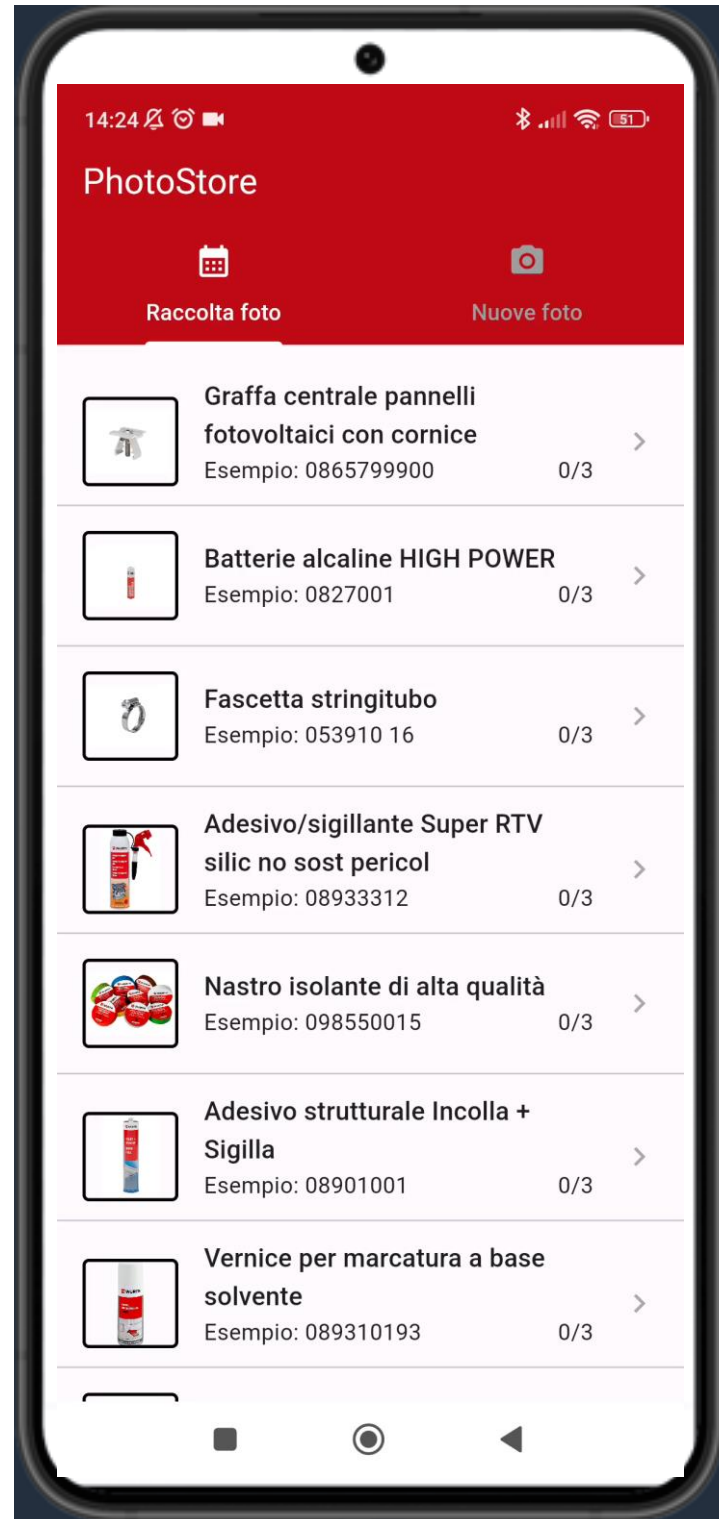 14:24
51
PhotoStore
Raccolta foto
Nuove foto
Graffa centrale pannelli
fotovoltaici con cornice
Esempio: 0865799900 0/3
Batterie alcaline HIGH POWER
Esempio: 0827001 0/3
Fascetta stringitubo
Esempio: 053910 16 0/3
Adesivo/sigillante Super RTV
silic no sost pericol
Esempio: 08933312 0/3
Nastro isolante di alta qualità
Esempio: 098550015 0/3
Adesivo strutturale Incolla +
Sigilla
Esempio: 08901001 0/3
Vernice per marcatura a base
solvente
Esempio: 089310193 0/3